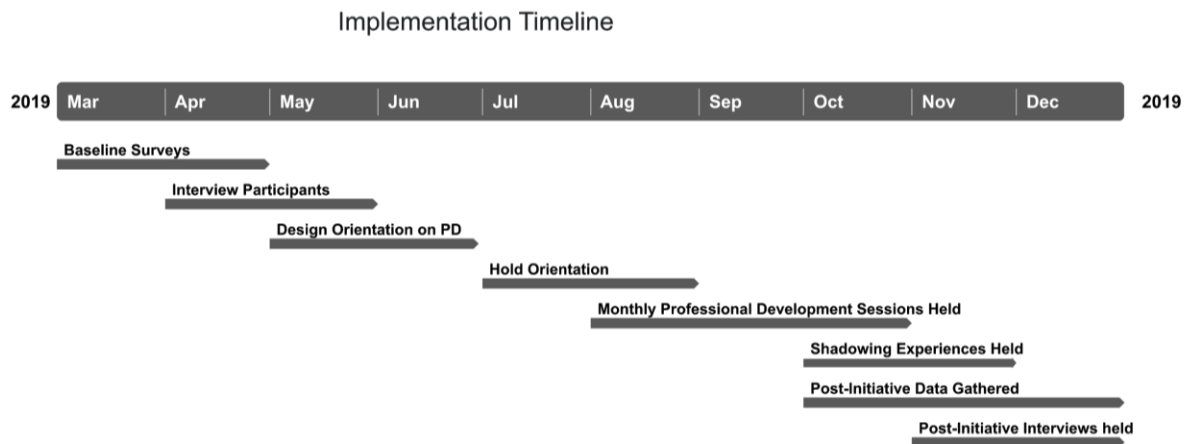 Implementation Timeline
2019 Mar Apr May Jun Jul Aug Sep Oct Nov Dec 2019
Baseline Surveys
Interview Participants
Design Orientation on PD
Hold Orientation
Monthly Professional Development Sessions Held
Shadowing Experiences Held
Post-Initiative Data Gathered
Post-Initiative Interviews held